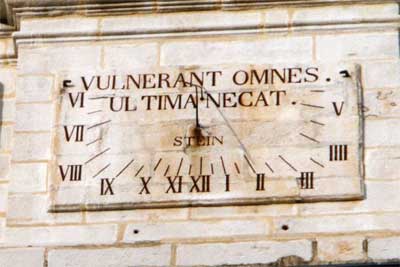 VULNERANT OMNES.
ULTIMA NECAT.
STEIN
VI
VII
VIII
IX
X
XI
XII
I
II
III
IIII
V